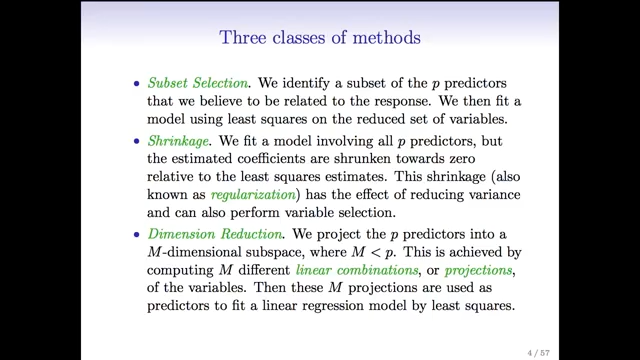 Three classes of methods
• Subset Selection. We identify a subset of the p predictors
that we believe to be related to the response. We then fit a
model using least squares on the reduced set of variables.
• Shrinkage. We fit a model involving all p predictors, but
the estimated coefficients are shrunken towards zero
relative to the least squares estimates. This shrinkage (also
known as regularization) has the effect of reducing variance
and can also perform variable selection.
• Dimension Reduction. We project the p predictors into a
M-dimensional subspace, where M < p. This is achieved by
computing M different linear combinations, or projections,
of the variables. Then these M projections are used as
predictors to fit a linear regression model by least squares.
4 / 57